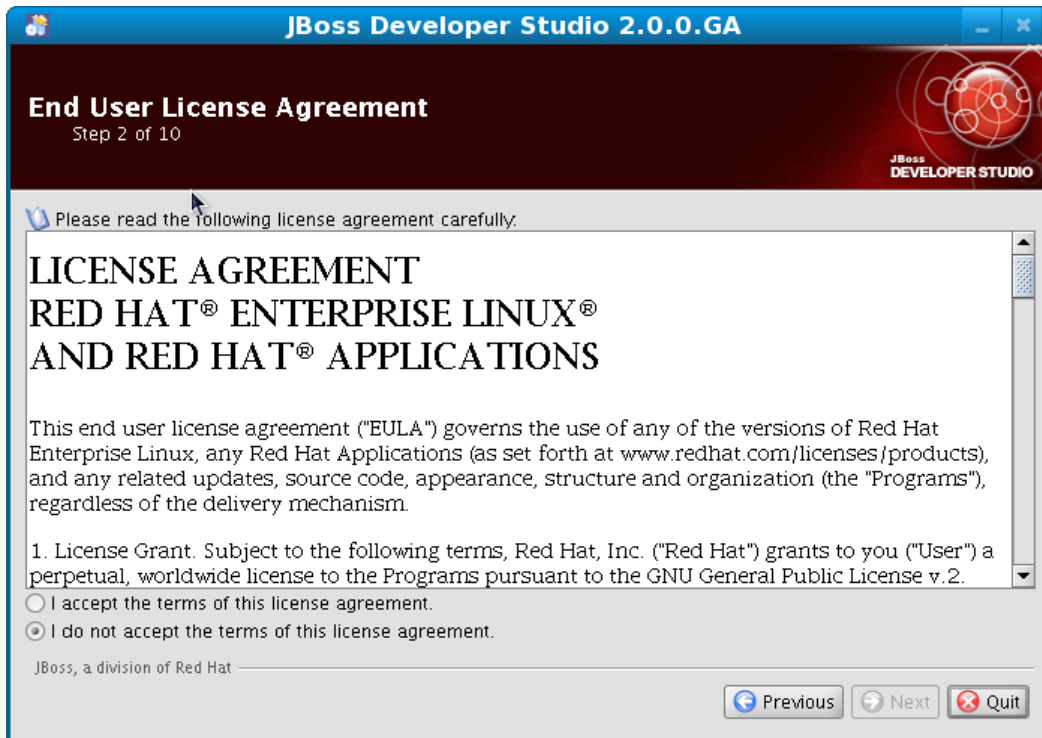 JBoss Developer Studio 2.0.0.GA
End User License Agreement
Step 2 of 10
JBoss
DEVELOPER STUDIO
Please read the following license agreement carefully:
LICENSE AGREEMENT
RED HAT® ENTERPRISE LINUX®
AND RED HAT® APPLICATIONS
This end user license agreement ("EULA") governs the use of any of the versions of Red Hat
Enterprise Linux, any Red Hat Applications (as set forth at www.redhat.com/licenses/products),
and any related updates, source code, appearance, structure and organization (the "Programs"),
regardless of the delivery mechanism.
1. License Grant. Subject to the following terms, Red Hat, Inc. ("Red Hat") grants to you ("User") a
perpetual, worldwide license to the Programs pursuant to the GNU General Public License v.2.
I accept the terms of this license agreement.
I do not accept the terms of this license agreement.
JBoss, a division of Red Hat
Previous Next Quit